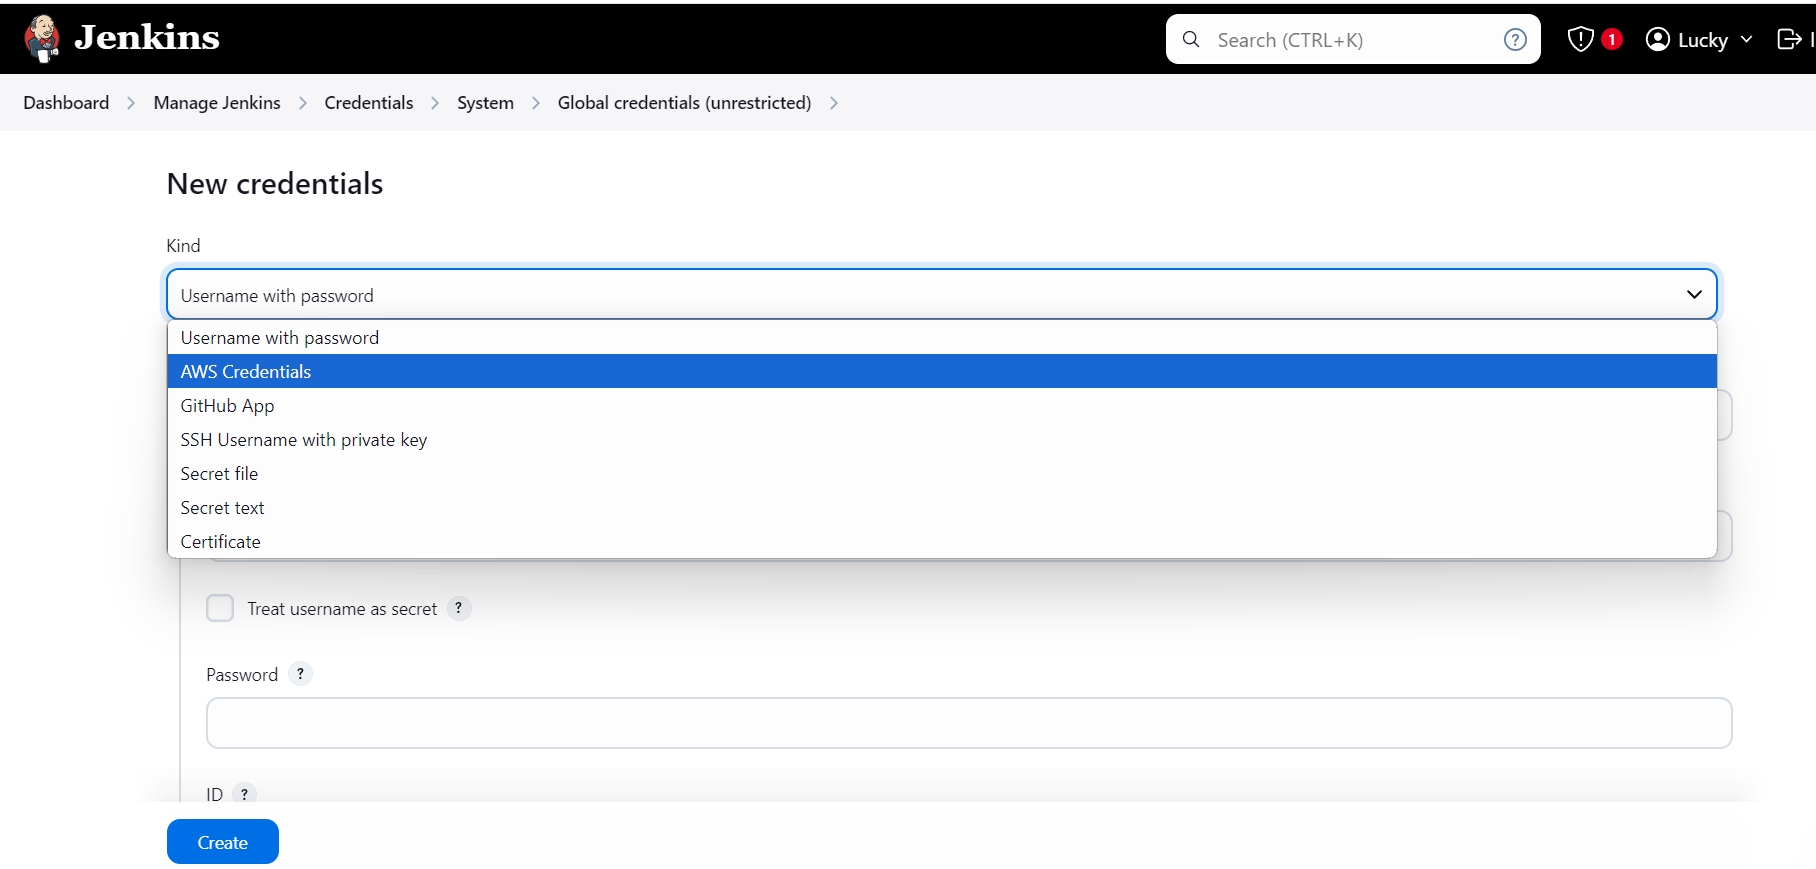 Jenkins
Search (CTRL+K)
?
1
Lucky
Dashboard > Manage Jenkins > Credentials > System > Global credentials (unrestricted) >
New credentials
Kind
Username with password
Username with password
AWS Credentials
GitHub App
SSH Username with private key
Secret file
Secret text
Certificate
Treat username as secret ?
Password ?
ID ?
Create